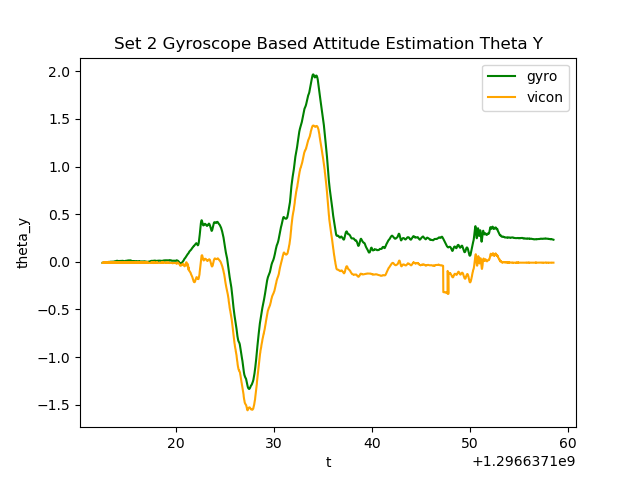 Set 2 Gyroscope Based Attitude Estimation Theta Y
gyro
vicon
theta_y
2.0
1.5
1.0
0.5
0.0
−0.5
−1.0
−1.5
20 30 40 50 60
t
+1.2966371e9